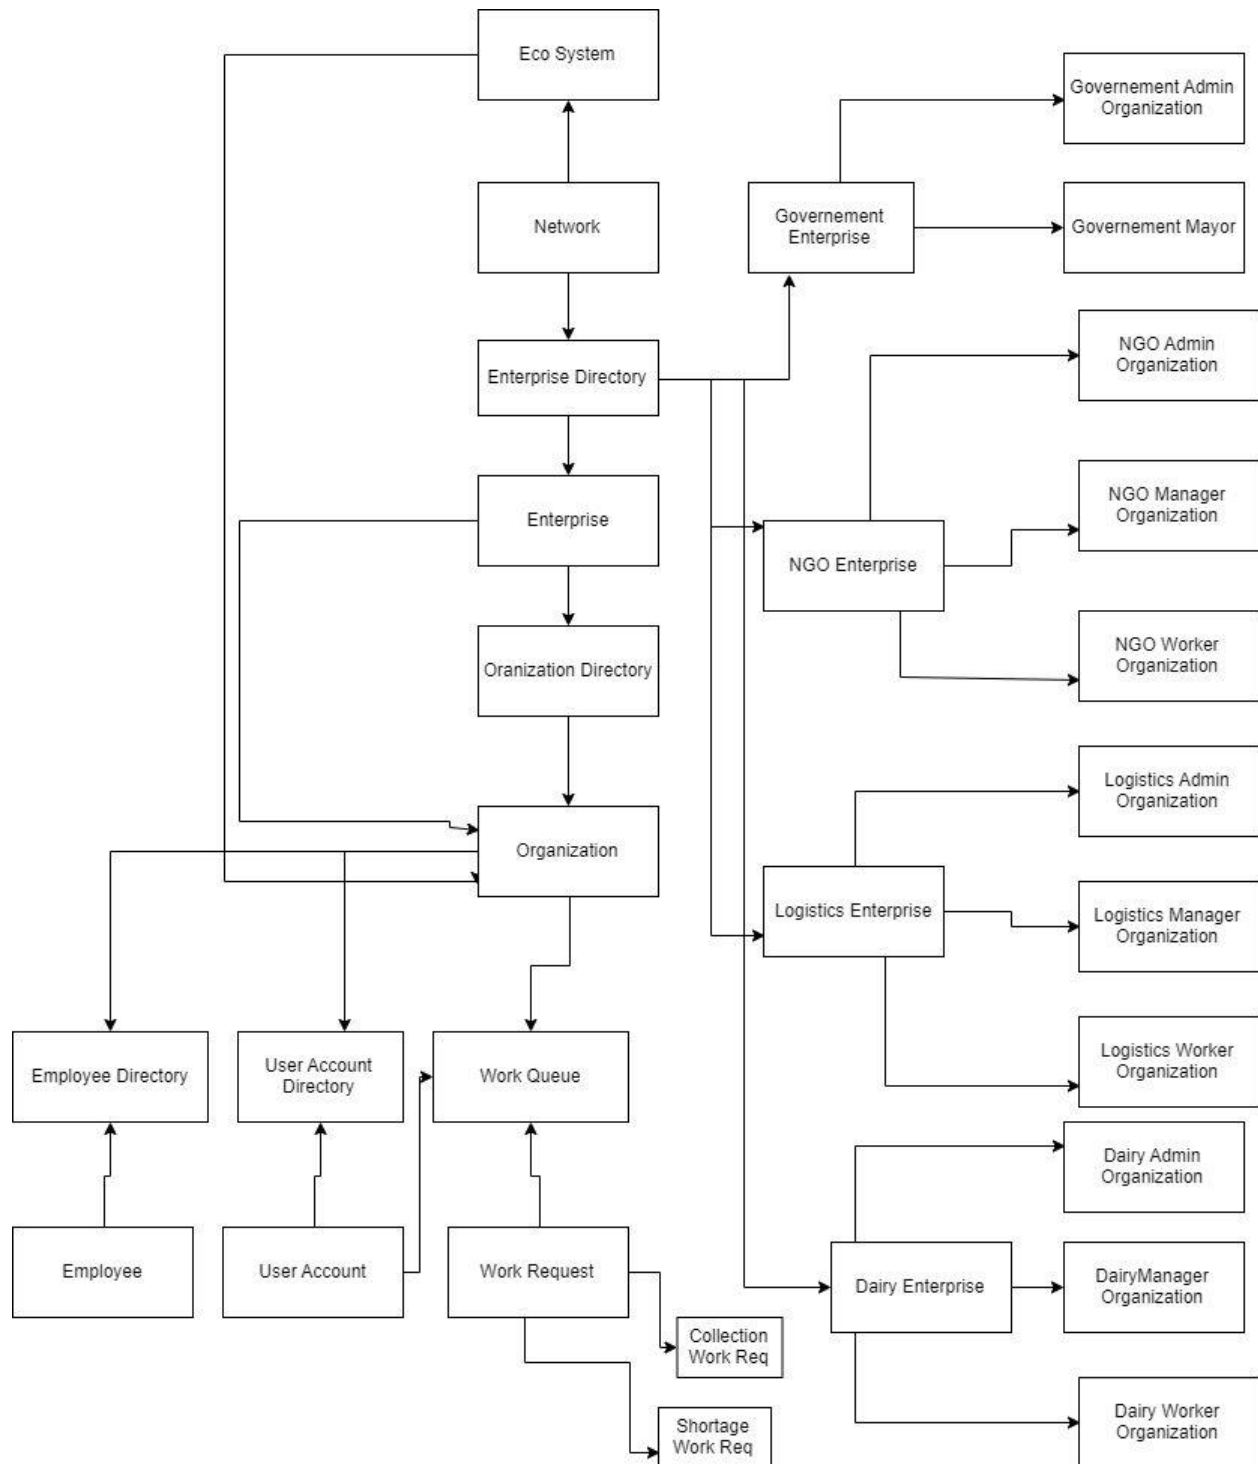 Eco System
Governement Admin
Organization
Network
Governement
Enterprise
Governement Mayor
Enterprise Directory
NGO Admin
Organization
Enterprise
NGO Manager
Organization
NGO Enterprise
Oranization Directory
NGO Worker
Organization
Organization
Logistics Admin
Organization
Logistics Enterprise
Logistics Manager
Organization
Employee Directory
User Account
Directory
Work Queue
Logistics Worker
Organization
Dairy Admin
Organization
Employee
User Account
Work Request
Dairy Enterprise
DairyManager
Organization
Collection
Work Req
Shortage
Work Req
Dairy Worker
Organization